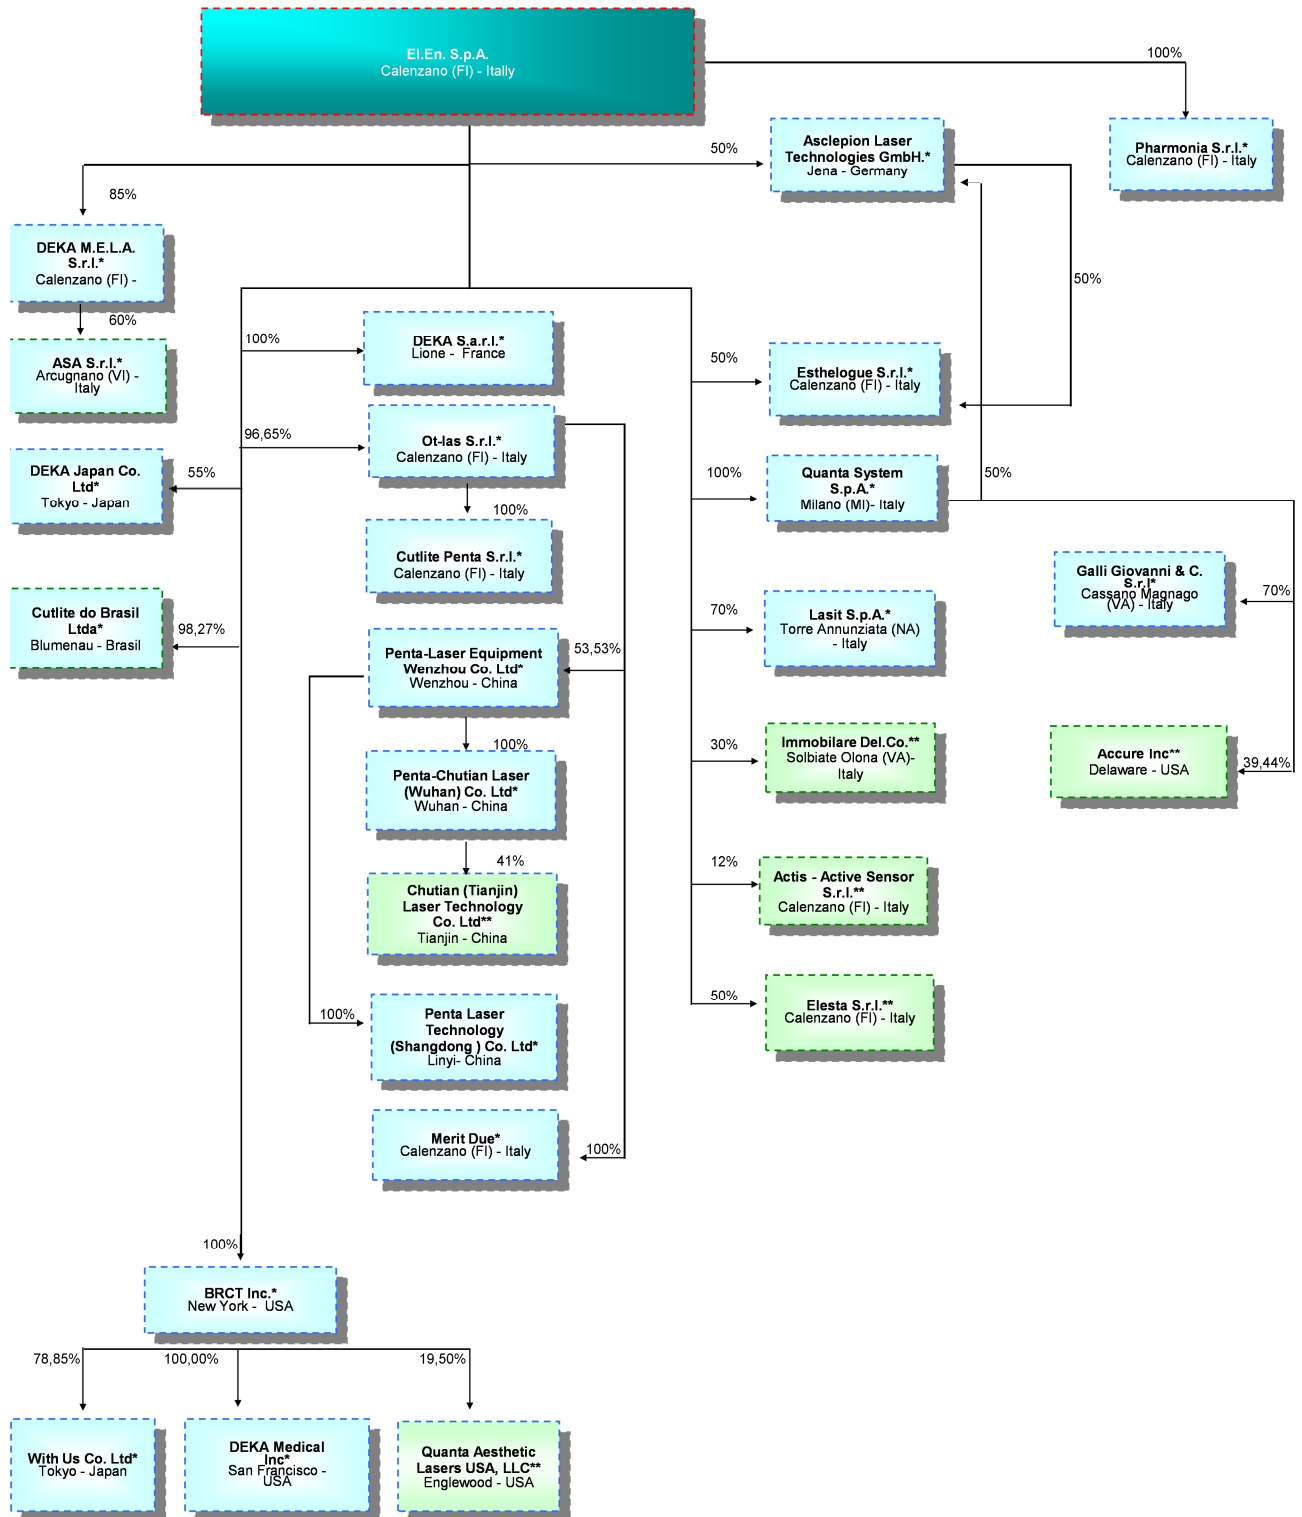 El.En. S.p.A.
Calenzano (FI) - Itally
100%
Asclepion Laser
Technologies GmbH.*
Jena - Germany
50%
Pharmonia S.r.l.*
Calenzano (FI) - Italy
85%
DEKA M.E.L.A.
S.r.l.*
Calenzano (FI) -
50%
60%
ASA S.r.l.*
Arcugnano (VI) -
Italy
100%
DEKA S.a.r.l.*
Lione - France
50%
Esthelogue S.r.l.*
Calenzano (FI) - Italy
96,65%
Ot-las S.r.l.*
Calenzano (FI) - Italy
DEKA Japan Co.
Ltd*
Tokyo - Japan
55%
100%
Quanta System
S.p.A.*
Milano (MI)- Italy
50%
100%
Cutlite Penta S.r.l.*
Calenzano (FI) - Italy
Galli Giovanni & C.
S.r.l*
Cassano Magnago
(VA) - Italy
70%
Cutlite do Brasil
Ltda*
Blumenau - Brasil
98,27%
70%
Lasit S.p.A.*
Torre Annunziata (NA)
- Italy
Penta-Laser Equipment
Wenzhou Co. Ltd*
Wenzhou - China
53,53%
100%
Penta-Chutian Laser
(Wuhan) Co. Ltd*
Wuhan - China
30%
Immobilare Del.Co.**
Solbiate Olona (VA)-
Italy
Accure Inc**
Delaware - USA
39,44%
41%
Chutian (Tianjin)
Laser Technology
Co. Ltd**
Tianjin - China
12%
Actis - Active Sensor
S.r.l.**
Calenzano (FI) - Italy
100%
Penta Laser
Technology
(Shangdong ) Co. Ltd*
Linyi- China
50%
Elesta S.r.l.**
Calenzano (FI) - Italy
Merit Due*
Calenzano (FI) - Italy
100%
100%
BRCT Inc.*
New York - USA
78,85%
100,00%
19,50%
With Us Co. Ltd*
Tokyo - Japan
DEKA Medical
Inc*
San Francisco -
USA
Quanta Aesthetic
Lasers USA, LLC**
Englewood - USA